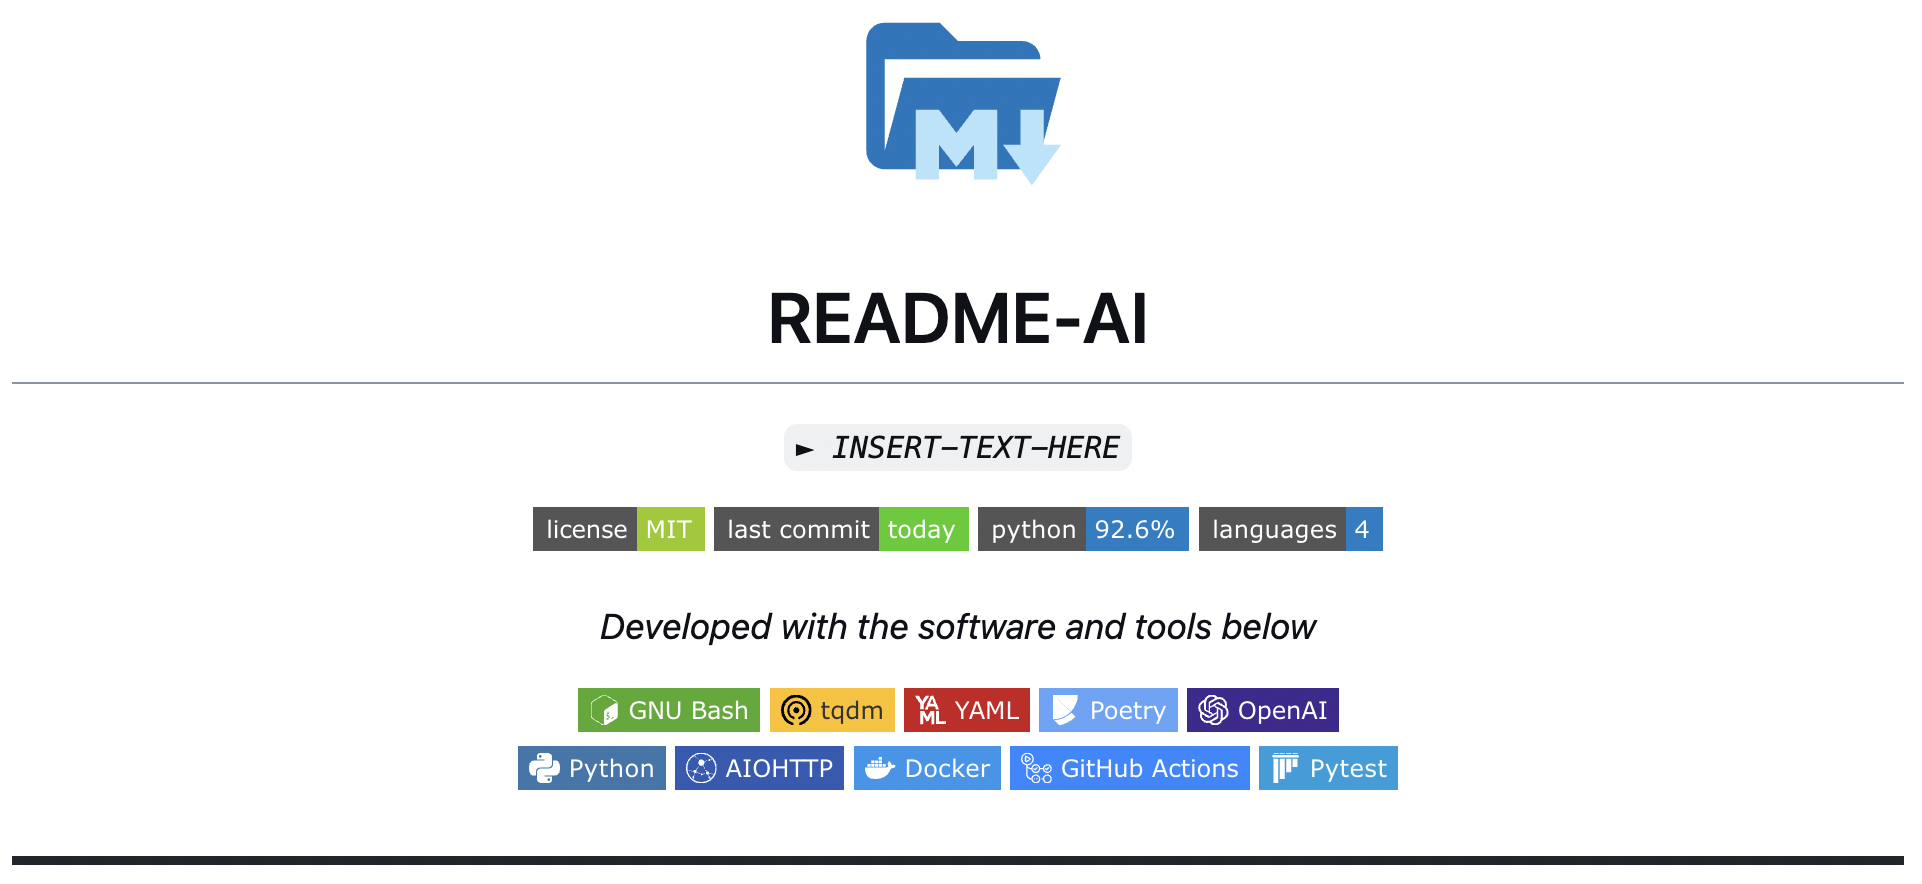 M
README-AI
► INSERT-TEXT-HERE
license MIT last commit today python 92.6% languages 4
Developed with the software and tools below
GNU Bash tqdm YAML YAML Poetry OpenAI
Python AIOHTTP Docker GitHub Actions Pytest